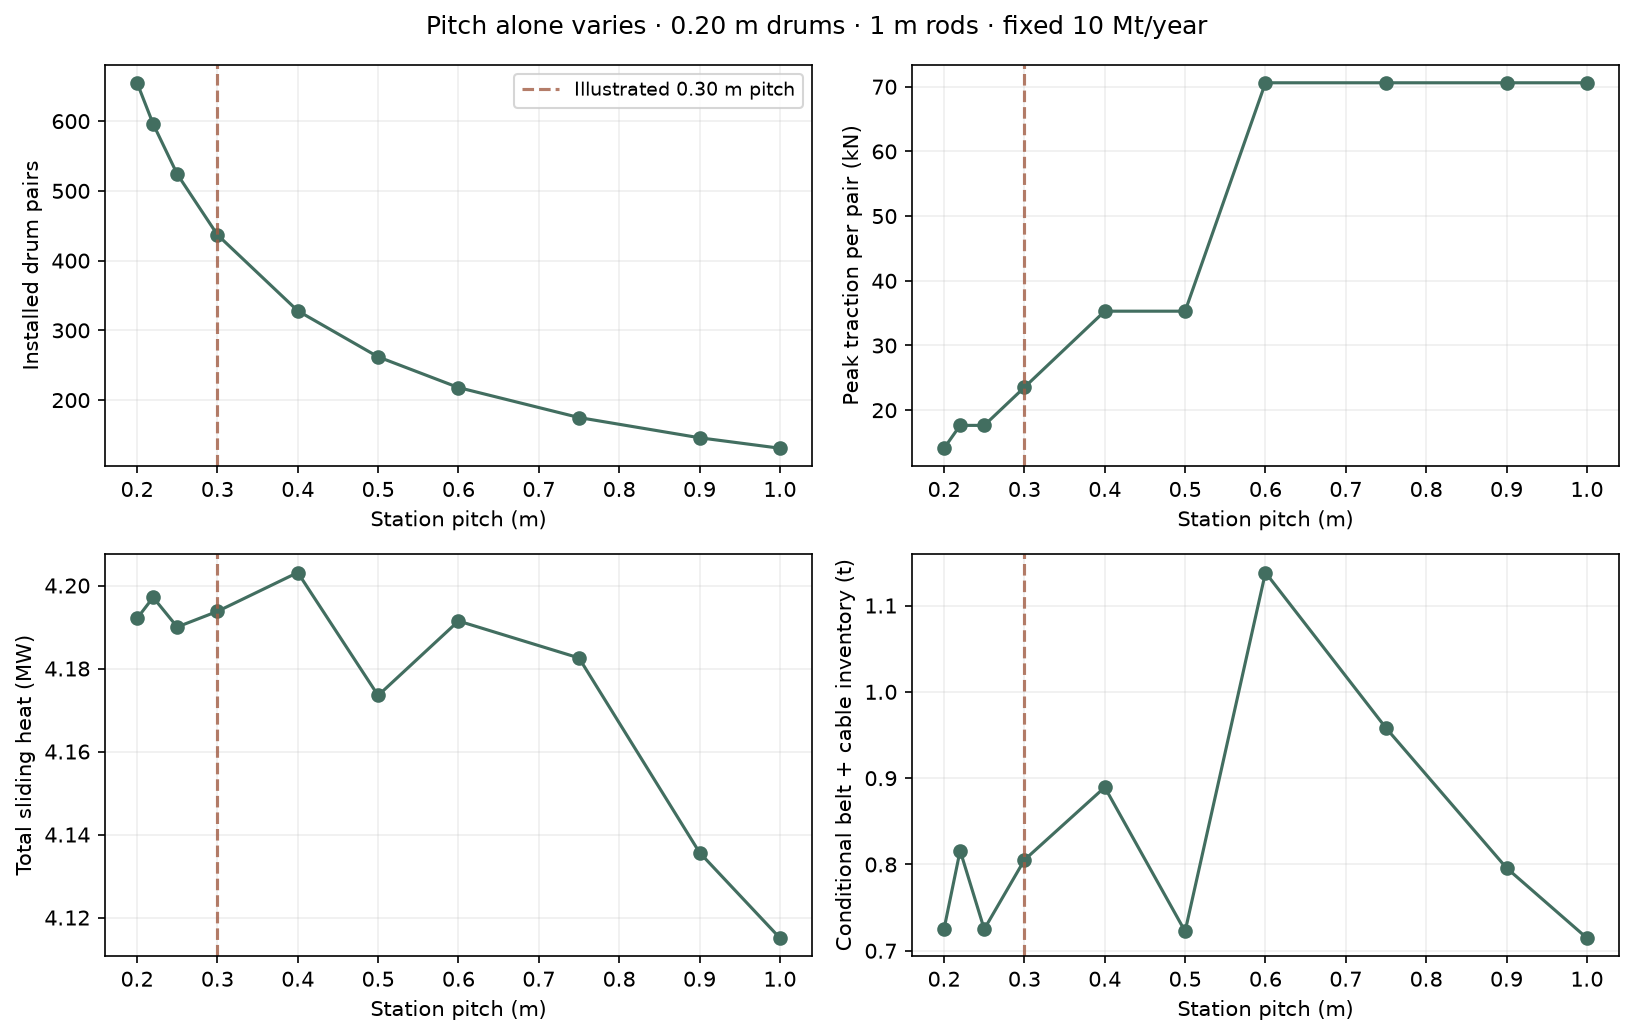 Pitch alone varies · 0.20 m drums · 1 m rods · fixed 10 Mt/year
Installed drum pairs
600
500
400
300
200
Illustrated 0.30 m pitch
0.2 0.3 0.4 0.5 0.6 0.7 0.8 0.9 1.0
Station pitch (m)
Peak traction per pair (kN)
70
60
50
40
30
20
0.2 0.3 0.4 0.5 0.6 0.7 0.8 0.9 1.0
Station pitch (m)
Total sliding heat (MW)
4.20
4.18
4.16
4.14
4.12
0.2 0.3 0.4 0.5 0.6 0.7 0.8 0.9 1.0
Station pitch (m)
Conditional belt + cable inventory (t)
1.1
1.0
0.9
0.8
0.7
0.2 0.3 0.4 0.5 0.6 0.7 0.8 0.9 1.0
Station pitch (m)